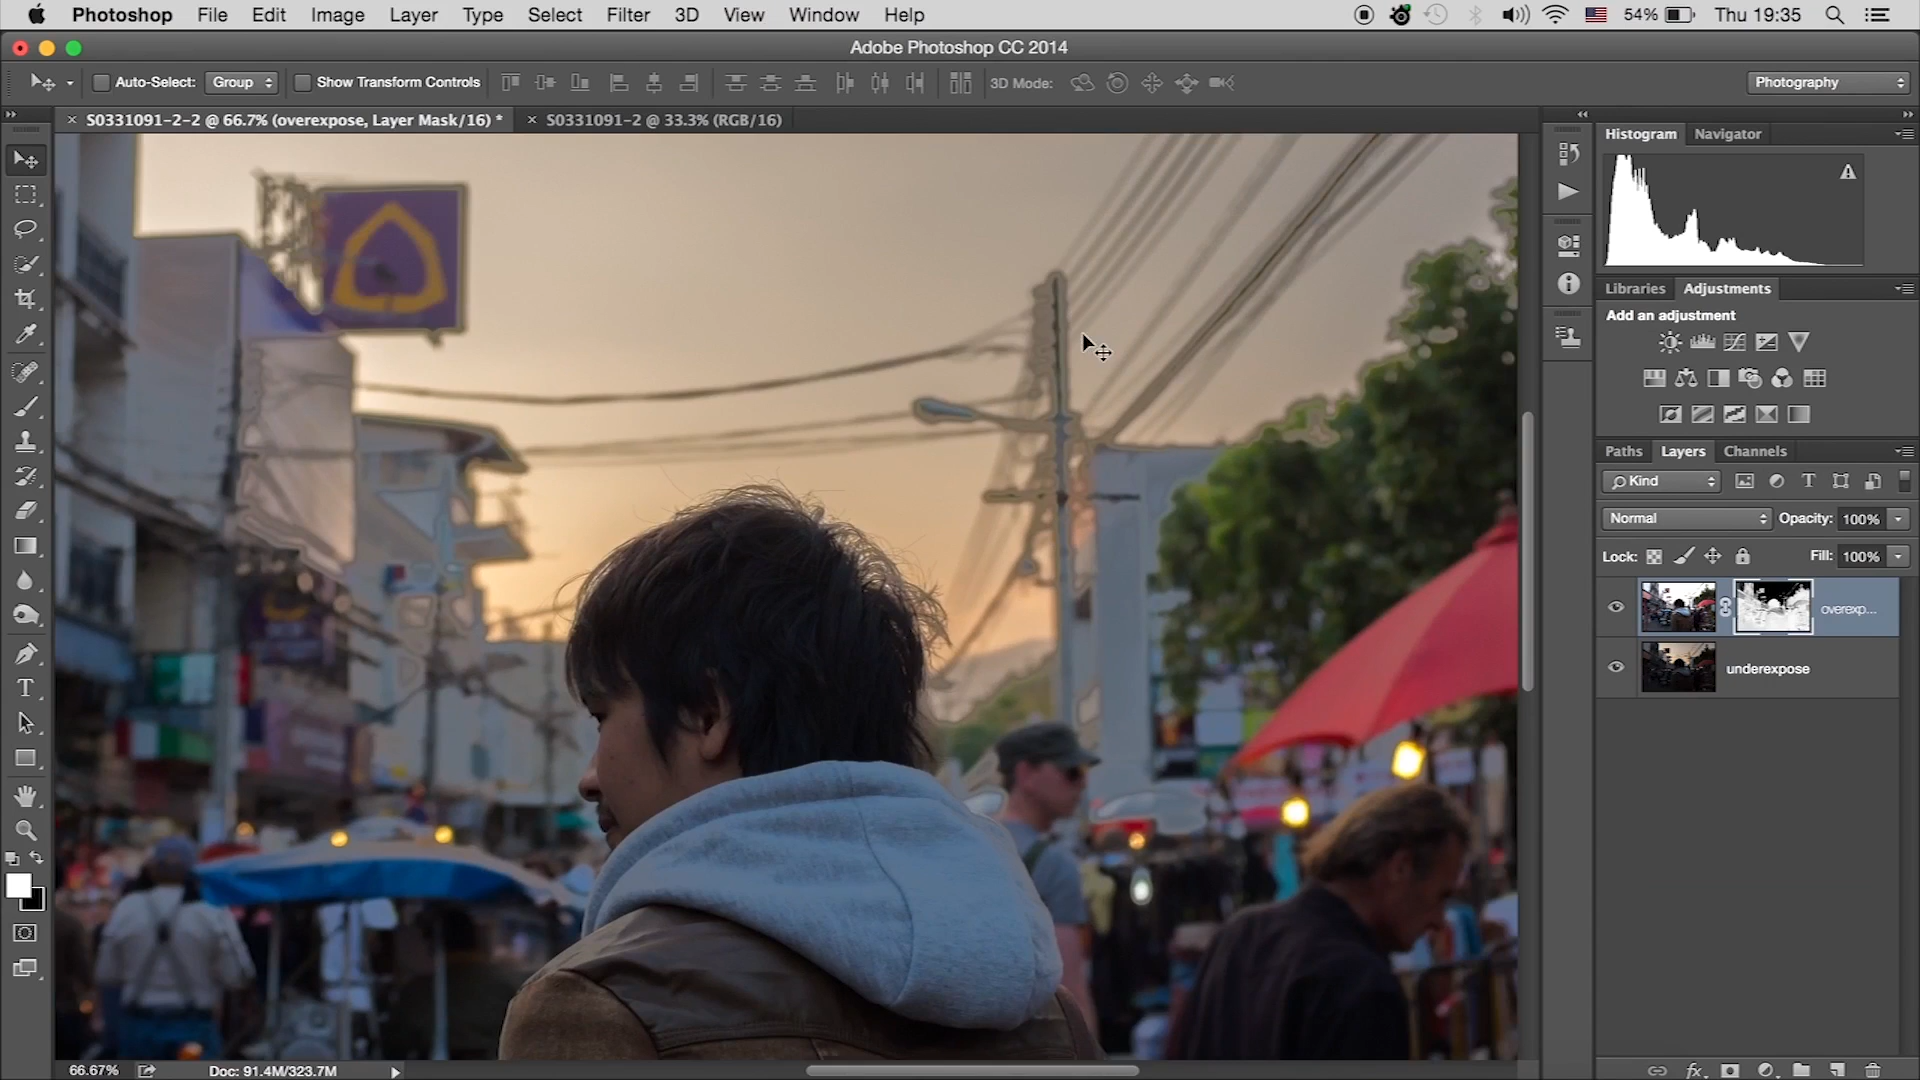 Photoshop File Edit Image Layer Type Select Filter 3D View Window Help 54% Thu 19:35
Adobe Photoshop CC 2014
Auto-Select: Group Show Transform Controls 3D Mode: Photography
S0331091-2-2 @ 66.7% (overexpose, Layer Mask/16) * S0331091-2 @ 33.3% (RGB/16)
Histogram Navigator
Libraries Adjustments
Add an adjustment
Paths Layers Channels
Kind
Normal Opacity: 100%
Lock: Fill: 100%
overexp...
underexpose
66.67% Doc: 91.4M/323.7M